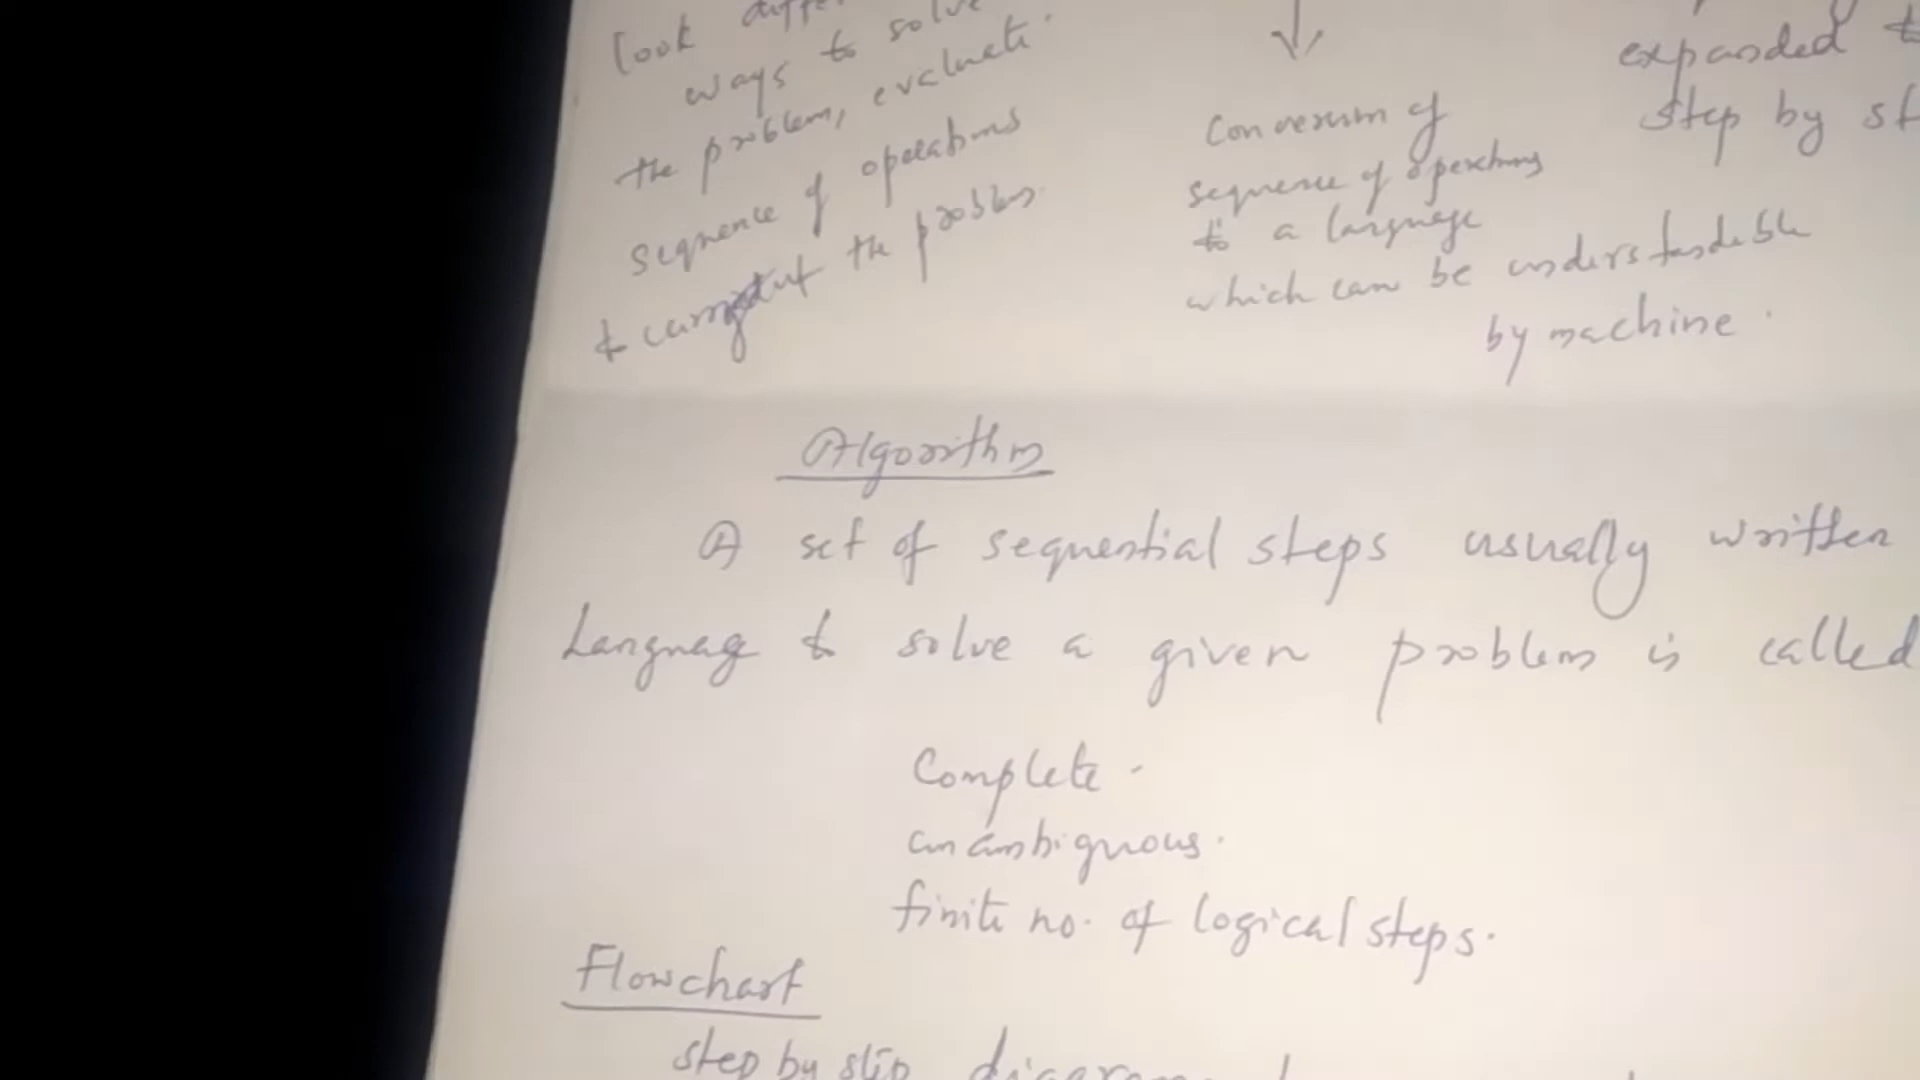 look
ways to solve
the problem, evaluate.
sequence of operations
to carryout the problem.
Conversion of
sequence of operations
to a language
which can be understandable
by machine.
expanded
step by
Algorithm
A set of sequential steps usually written
Language to solve a given problem is called
Complete.
unambiguous.
finite no. of logical steps.
Flowchart
step by step